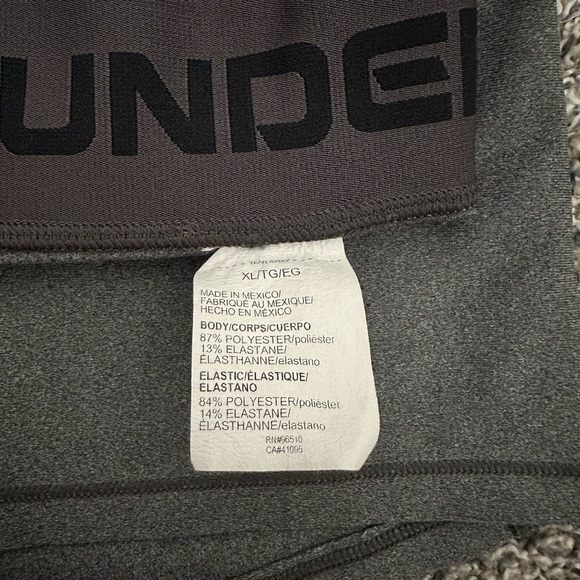 UNDE
XL/TG/EG
MADE IN MEXICO/
FABRIQUÉ AU MEXIQUE/
HECHO EN MÉXICO
BODY/CORPS/CUERPO
87% POLYESTER/poliéster
13% ELASTANE/
ÉLASTHANNE/elastano
ELASTIC/ÉLASTIQUE/
ELASTANO
84% POLYESTER/poliéster
14% ELASTANE/
ÉLASTHANNE/elastano
RN#96510
CA#41095